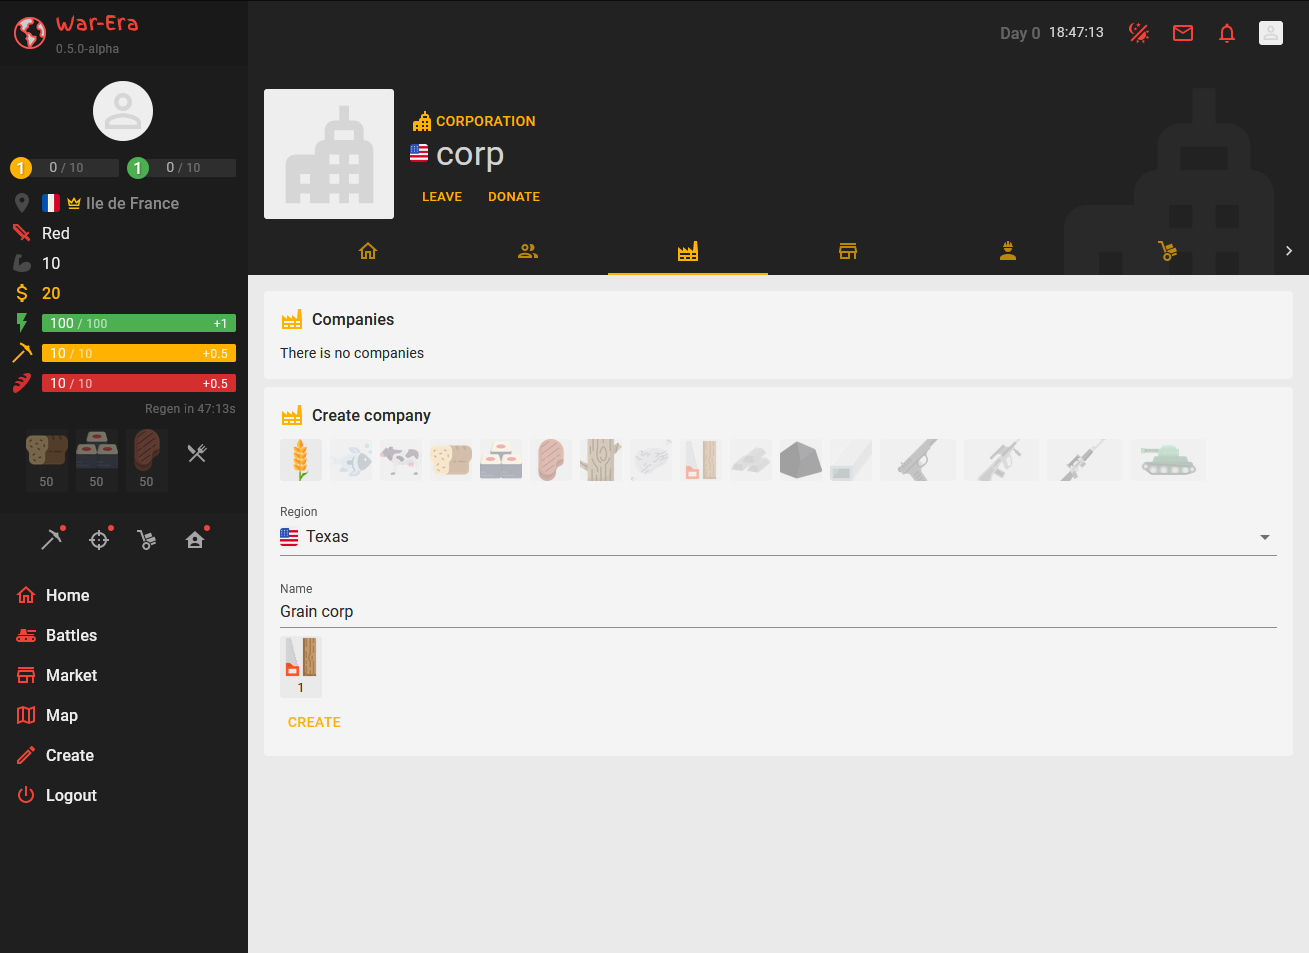 War-Era
0.5.0-alpha
Day 0 18:47:13
1 0 / 10 1 0 / 10
Ile de France
Red
10
20
100 / 100 +1
10 / 10 +0.5
10 / 10 +0.5
Regen in 47:13s
50 50 50
Home
Battles
Market
Map
Create
Logout
CORPORATION
corp
LEAVE DONATE
Companies
There is no companies
Create company
Region
Texas
Name
Grain corp
1
CREATE